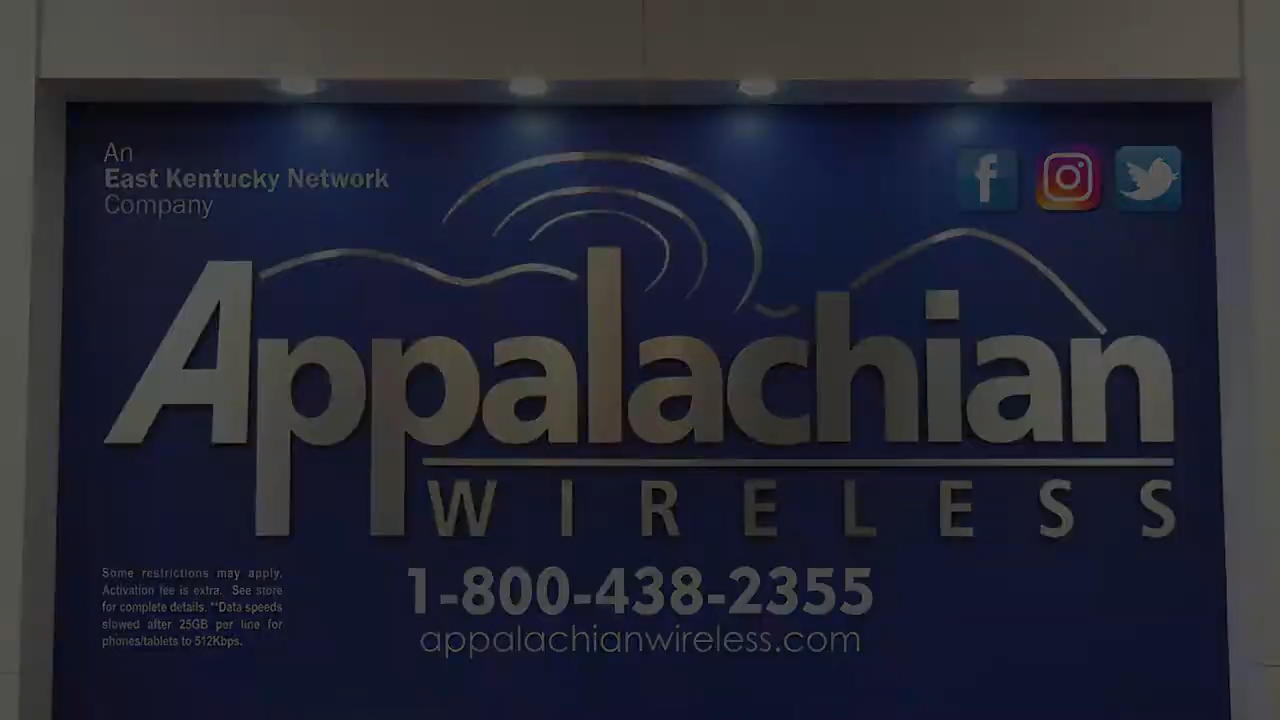 An
East Kentucky Network
Company
Appalachian
WIRELESS
1-800-438-2355
appalachianwireless.com
Some restrictions may apply.
Activation fee is extra. See store
for complete details. **Data speeds
slowed after 25GB per line for
phones/tablets to 512Kbps.